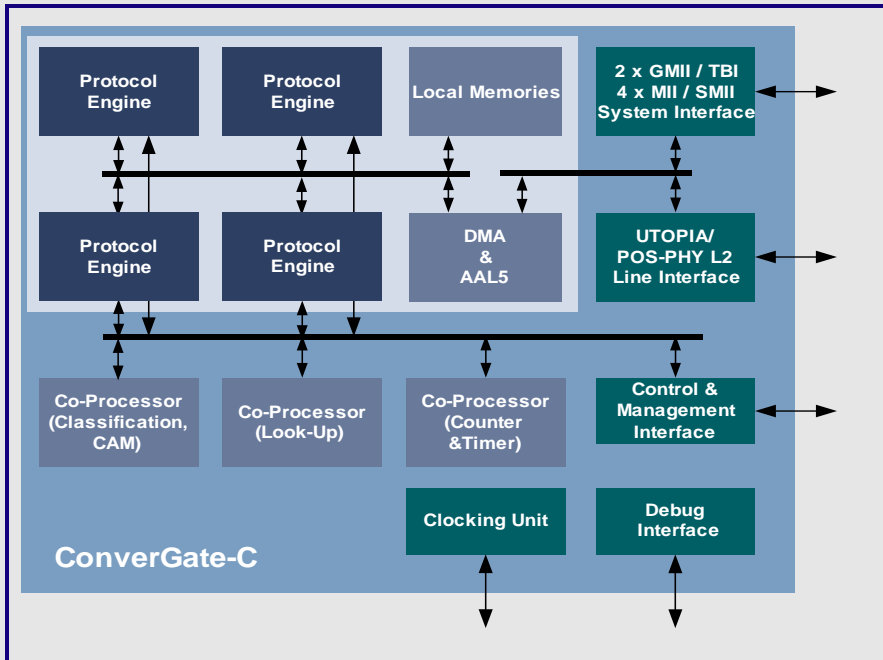 Protocol
Engine
Protocol
Engine
Local Memories
2 x GMII / TBI
4 x MII / SMII
System Interface
Protocol
Engine
Protocol
Engine
DMA
&
AAL5
UTOPIA/
POS-PHY L2
Line Interface
Co-Processor
(Classification,
CAM)
Co-Processor
(Look-Up)
Co-Processor
(Counter
&Timer)
Control &
Management
Interface
Clocking Unit
Debug
Interface
ConverGate-C